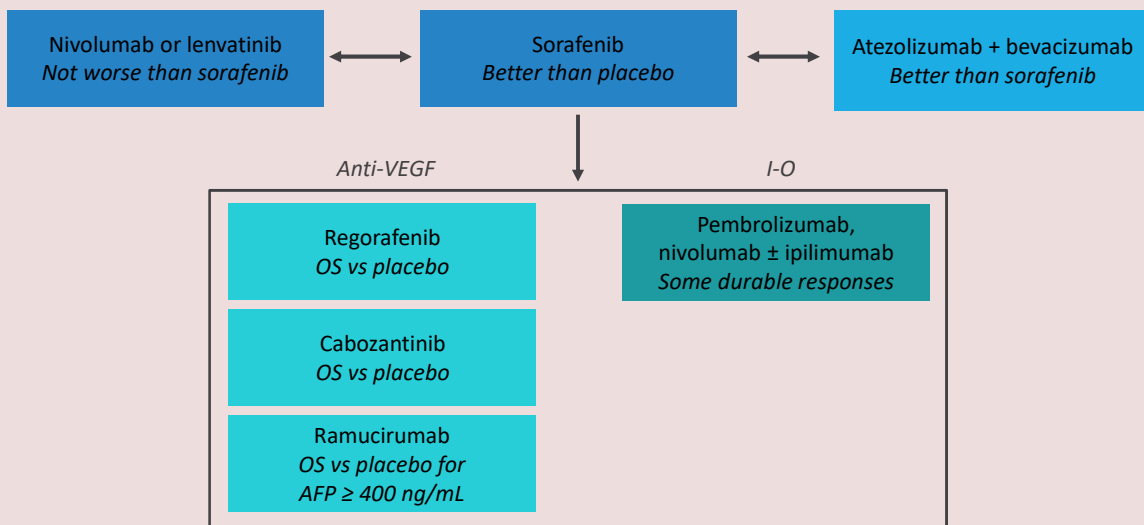 Nivolumab or lenvatinib
Not worse than sorafenib
Sorafenib
Better than placebo
Atezolizumab + bevacizumab
Better than sorafenib
Anti-VEGF
I-O
Regorafenib
OS vs placebo
Pembrolizumab,
nivolumab ± ipilimumab
Some durable responses
Cabozantinib
OS vs placebo
Ramucirumab
OS vs placebo for
AFP ≥ 400 ng/mL